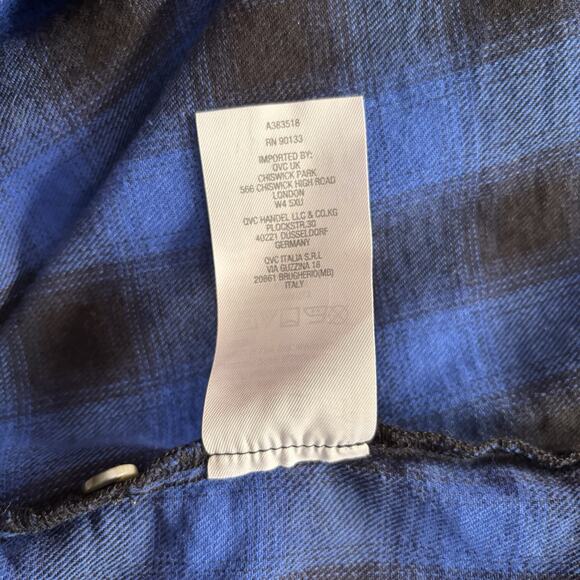 A383518
RN 90133
IMPORTED BY:
QVC UK
CHISWICK PARK
566 CHISWICK HIGH ROAD
LONDON
W4 5XU
QVC HANDEL LLC & CO.KG
PLOCKSTR.30
40221 DÜSSELDORF
GERMANY
QVC ITALIA S.R.L
VIA GUZZINA 18
20861 BRUGHERIO(MB)
ITALY